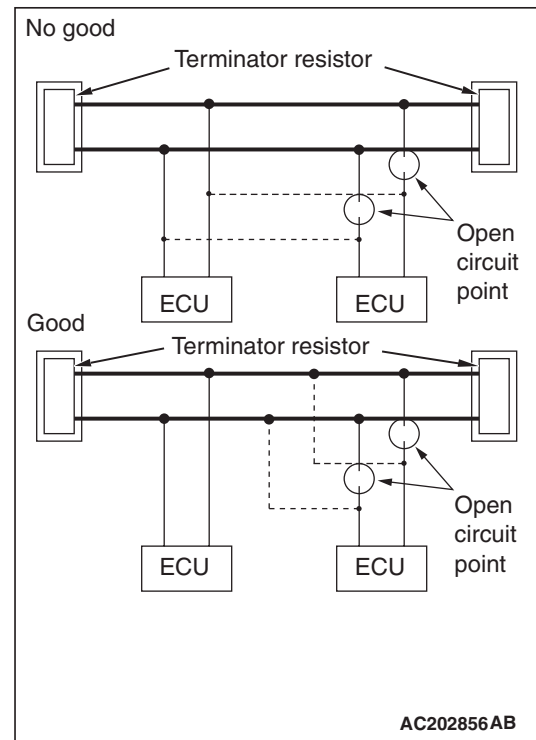 No good
Terminator resistor
Open
circuit
point
ECU
ECU
Good
Terminator resistor
Open
circuit
point
ECU
ECU
AC202856AB